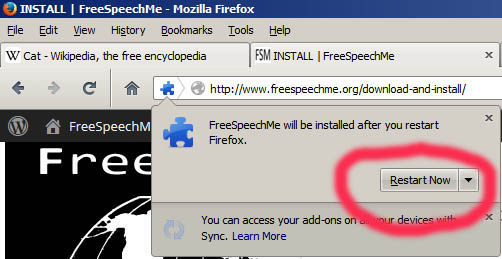 INSTALL | FreeSpeechMe - Mozilla Firefox
File Edit View History Bookmarks Tools Help
W Cat - Wikipedia, the free encyclopedia
FSM INSTALL | FreeSpeechMe
http://www.freespeechme.org/download-and-install/
FreeSpeechMe
FreeSpeechMe will be installed after you restart
Firefox.
Free
Restart Now
You can access your add-ons on all your devices with
Sync. Learn More